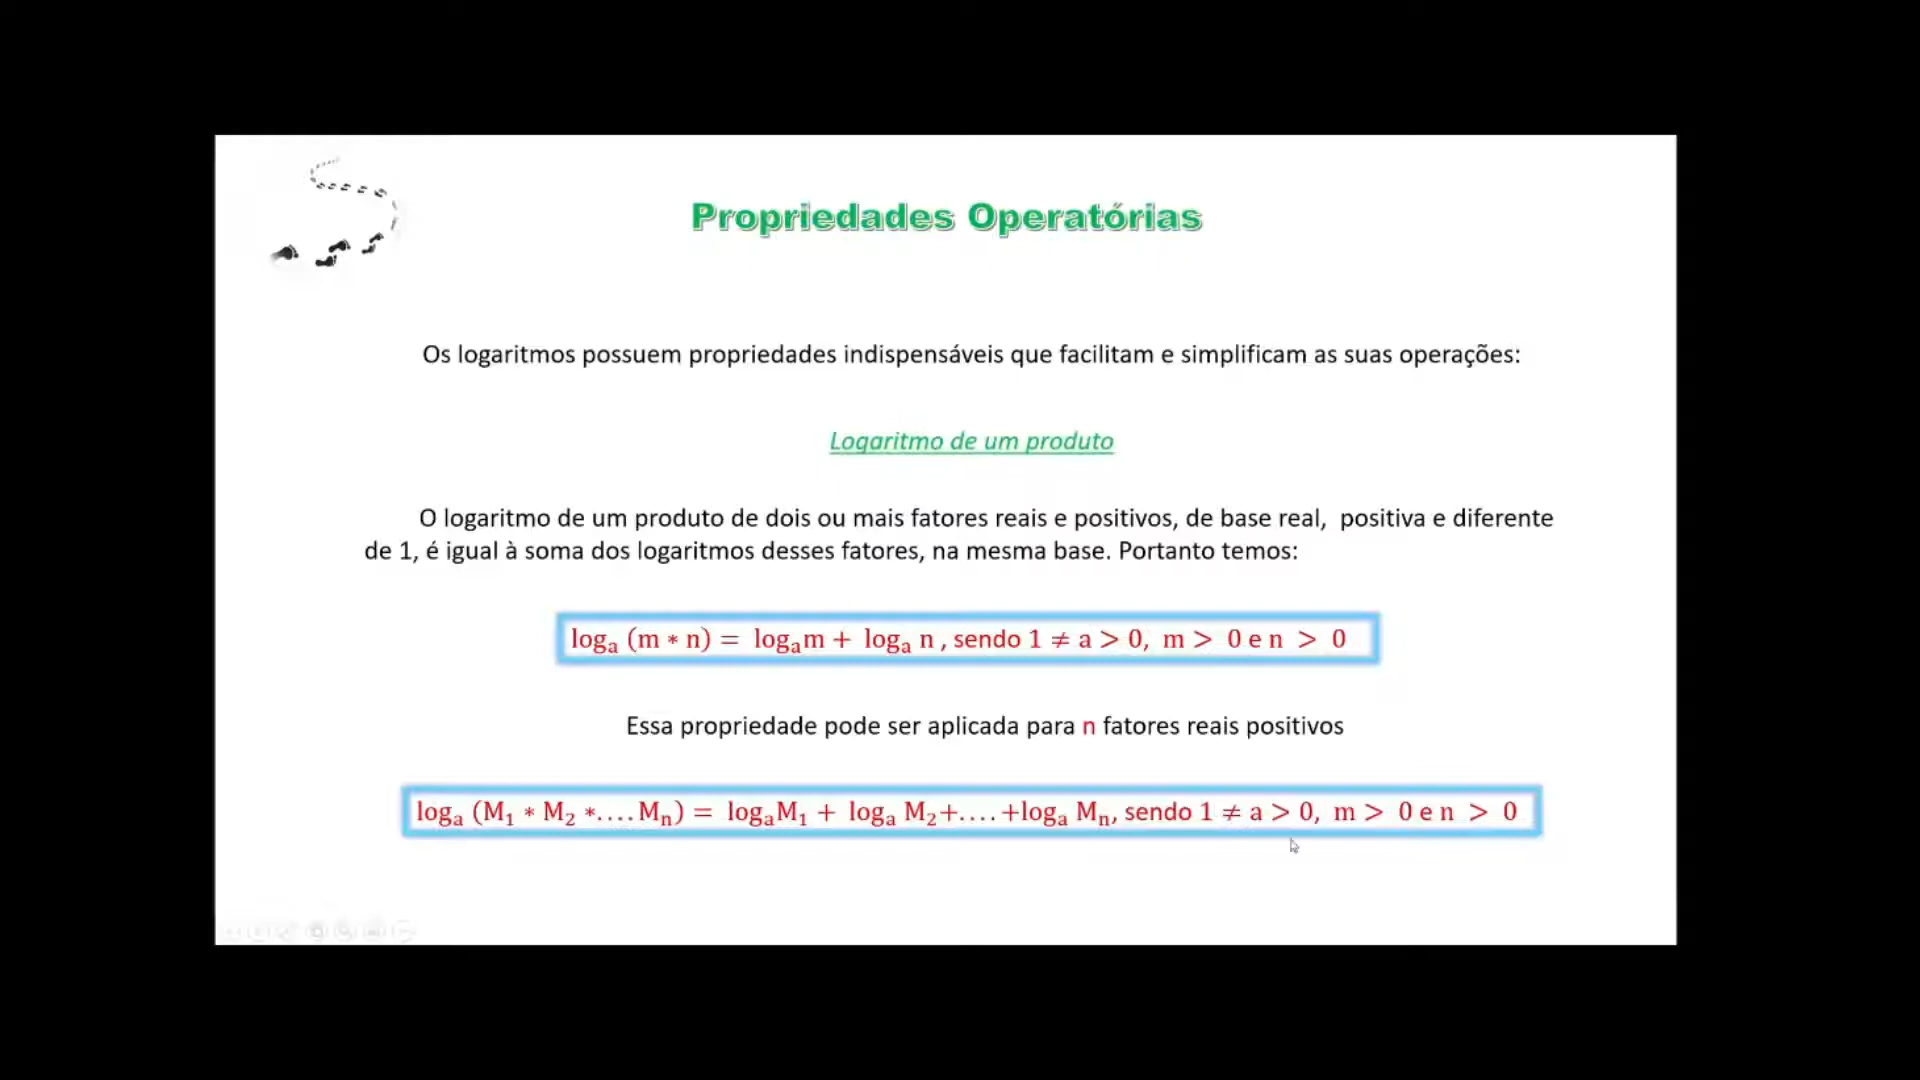 Propriedades Operatórias
Os logaritmos possuem propriedades indispensáveis que facilitam e simplificam as suas operações:
Logaritmo de um produto
O logaritmo de um produto de dois ou mais fatores reais e positivos, de base real, positiva e diferente
de 1, é igual à soma dos logaritmos desses fatores, na mesma base. Portanto temos:
logₐ (m * n) = logₐm + logₐ n , sendo 1 ≠ a > 0, m > 0 e n > 0
Essa propriedade pode ser aplicada para n fatores reais positivos
logₐ (M₁ * M₂ *.... Mₙ) = logₐM₁ + logₐ M₂+.... +logₐ Mₙ, sendo 1 ≠ a > 0, m > 0 e n > 0